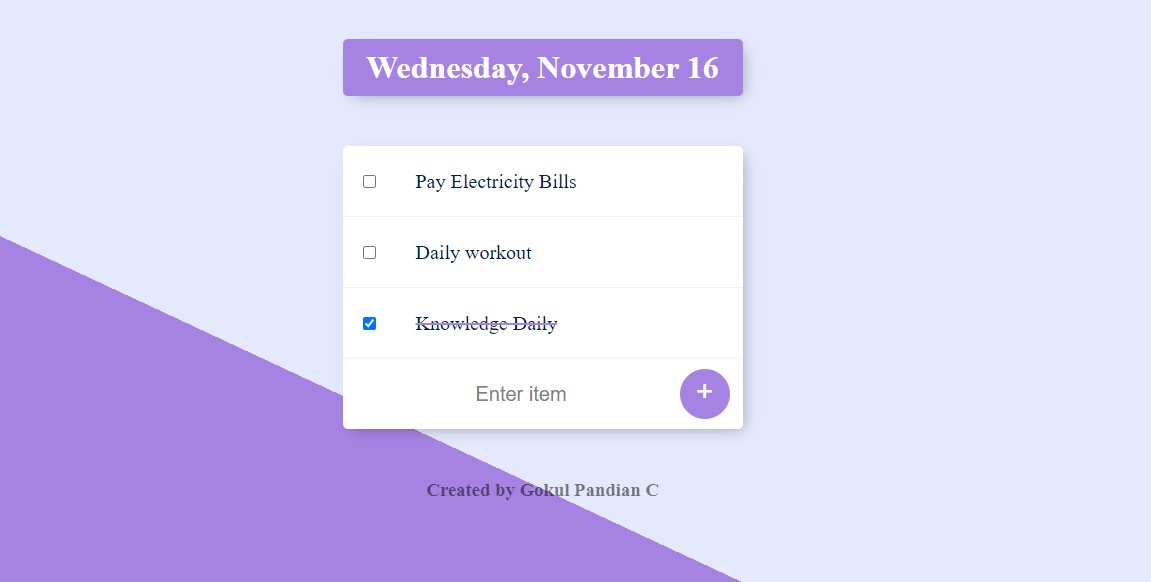 Wednesday, November 16
Pay Electricity Bills
Daily workout
Knowledge Daily
Enter item
+
Created by Gokul Pandian C